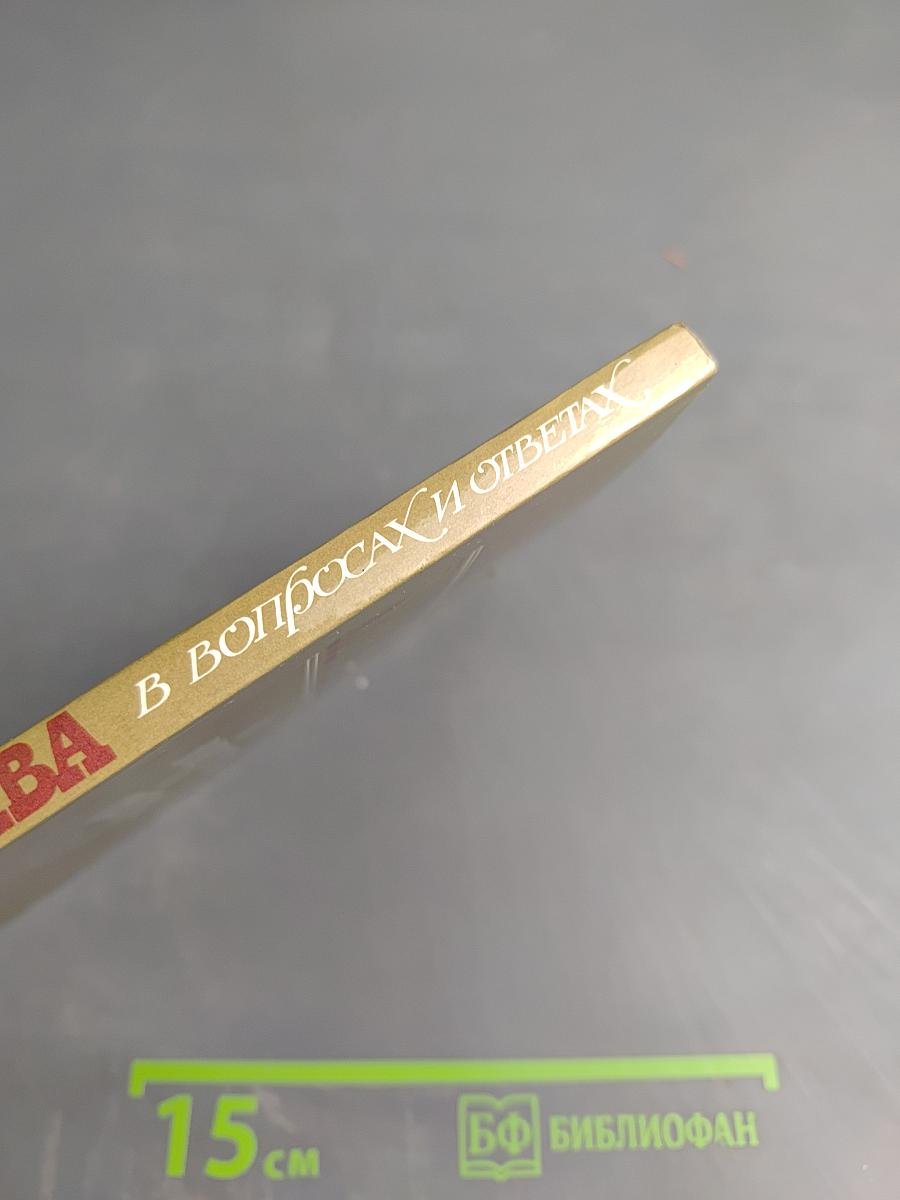 ВА В ВОПРОСАХ И ОТВЕТАХ
15 см
БФ БИБЛИОФАН